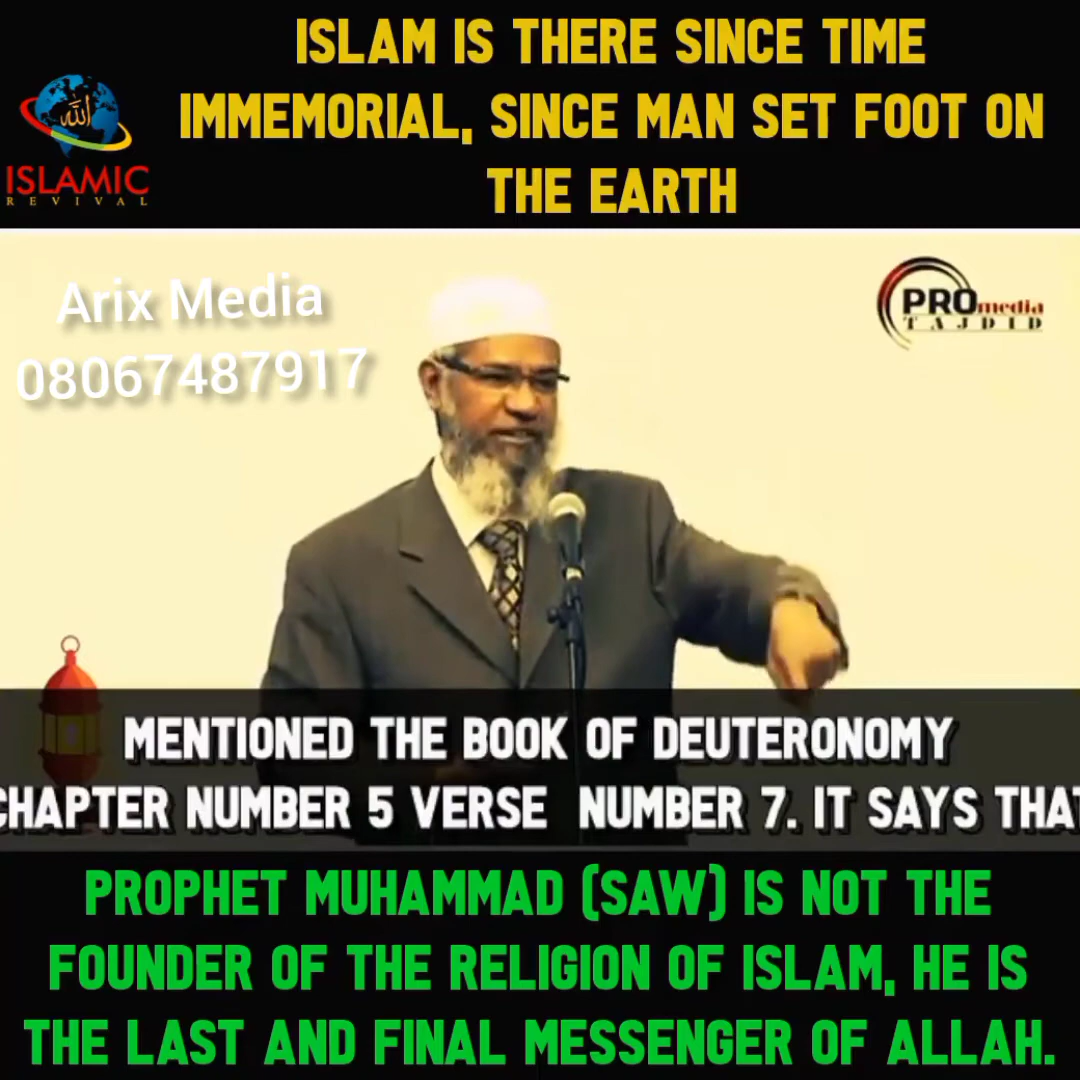 ISLAM IS THERE SINCE TIME
IMMEMORIAL, SINCE MAN SET FOOT ON
THE EARTH
الله
ISLAMIC
REVIVAL
Arix Media
08067487917
PROmedia
TAJDID
MENTIONED THE BOOK OF DEUTERONOMY
CHAPTER NUMBER 5 VERSE NUMBER 7. IT SAYS THAT
PROPHET MUHAMMAD (SAW) IS NOT THE
FOUNDER OF THE RELIGION OF ISLAM, HE IS
THE LAST AND FINAL MESSENGER OF ALLAH.